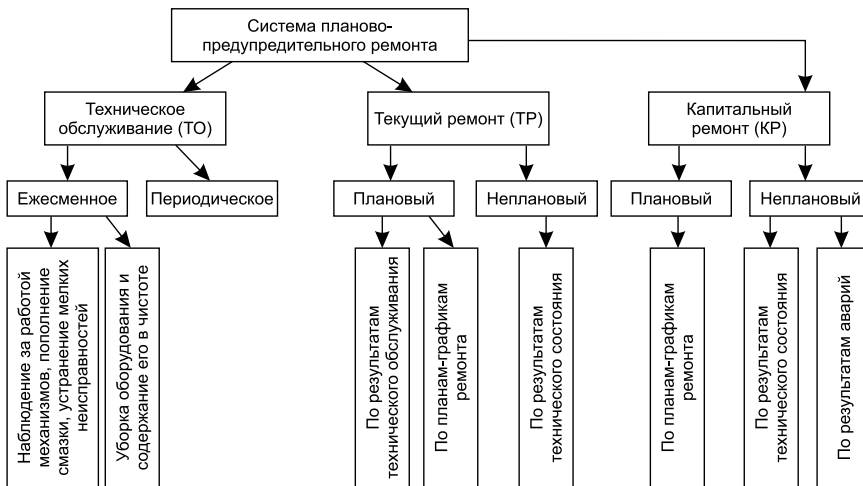 Система планово-
предупредительного ремонта
Техническое
обслуживание (ТО)
Текущий ремонт (ТР)
Капитальный
ремонт (КР)
Ежесменное
Периодическое
Плановый
Неплановый
Плановый
Неплановый
Наблюдение за работой
механизмов, пополнение
смазки, устранение мелких
неисправностей
Уборка оборудования и
содержание его в чистоте
По результатам
технического обслуживания
По планам-графикам
ремонта
По результатам
технического состояния
По планам-графикам
ремонта
По результатам
технического состояния
По результатам аварий